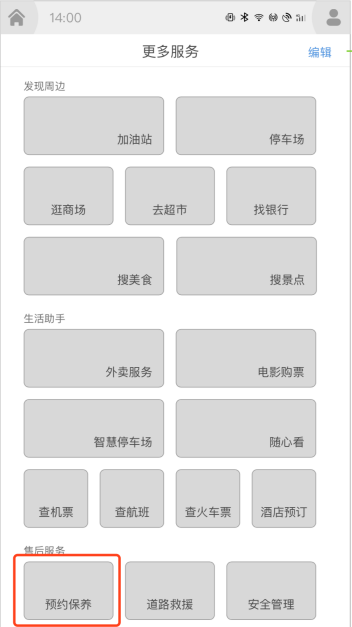 14:00
更多服务
编辑
发现周边
加油站
停车场
逛商场
去超市
找银行
搜美食
搜景点
生活助手
外卖服务
电影购票
智慧停车场
随心看
查机票
查航班
查火车票
酒店预订
售后服务
预约保养
道路救援
安全管理